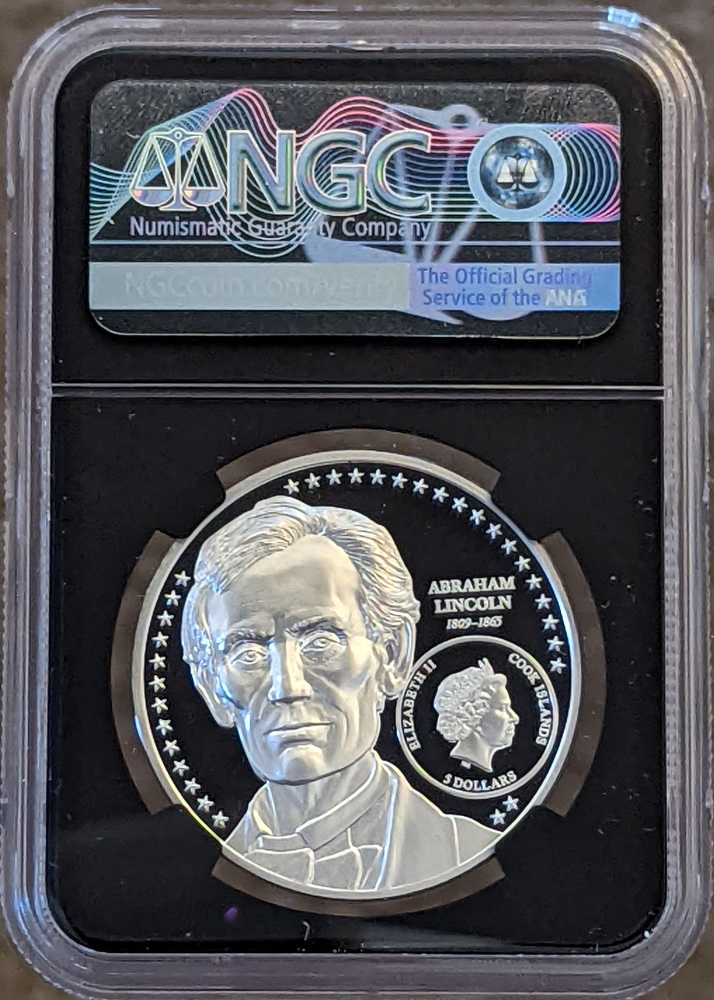 NGC
Numismatic Guaranty Company
NGCcoin.com/verify
The Official Grading
Service of the ANA
ABRAHAM
LINCOLN
1809-1865
ELIZABETH II
COOK ISLANDS
5 DOLLARS